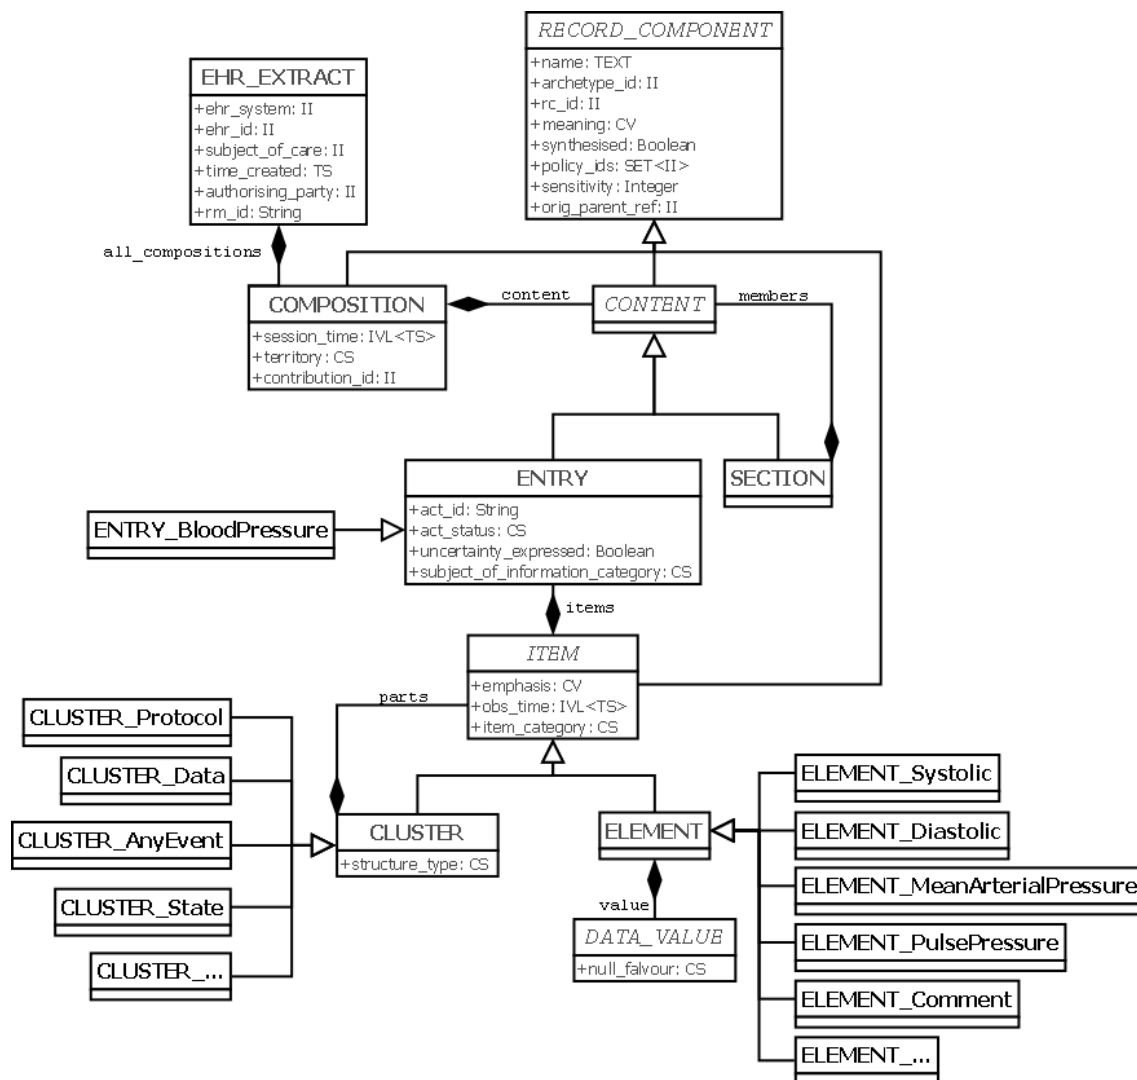 RECORD_COMPONENT
+name: TEXT
+archetype_id: II
+rc_id: II
+meaning: CV
+synthesised: Boolean
+policy_ids: SET<II>
+sensitivity: Integer
+orig_parent_ref: II
EHR_EXTRACT
+ehr_system: II
+ehr_id: II
+subject_of_care: II
+time_created: TS
+authorising_party: II
+rm_id: String
all_compositions
COMPOSITION
+session_time: IVL<TS>
+territory: CS
+contribution_id: II
content
CONTENT
members
ENTRY
+act_id: String
+act_status: CS
+uncertainty_expressed: Boolean
+subject_of_information_category: CS
SECTION
ENTRY_BloodPressure
items
ITEM
+emphasis: CV
+obs_time: IVL<TS>
+item_category: CS
parts
CLUSTER_Protocol
CLUSTER_Data
CLUSTER_AnyEvent
CLUSTER_State
CLUSTER_...
CLUSTER
+structure_type: CS
ELEMENT
value
DATA_VALUE
+null_falvour: CS
ELEMENT_Systolic
ELEMENT_Diastolic
ELEMENT_MeanArterialPressure
ELEMENT_PulsePressure
ELEMENT_Comment
ELEMENT_...